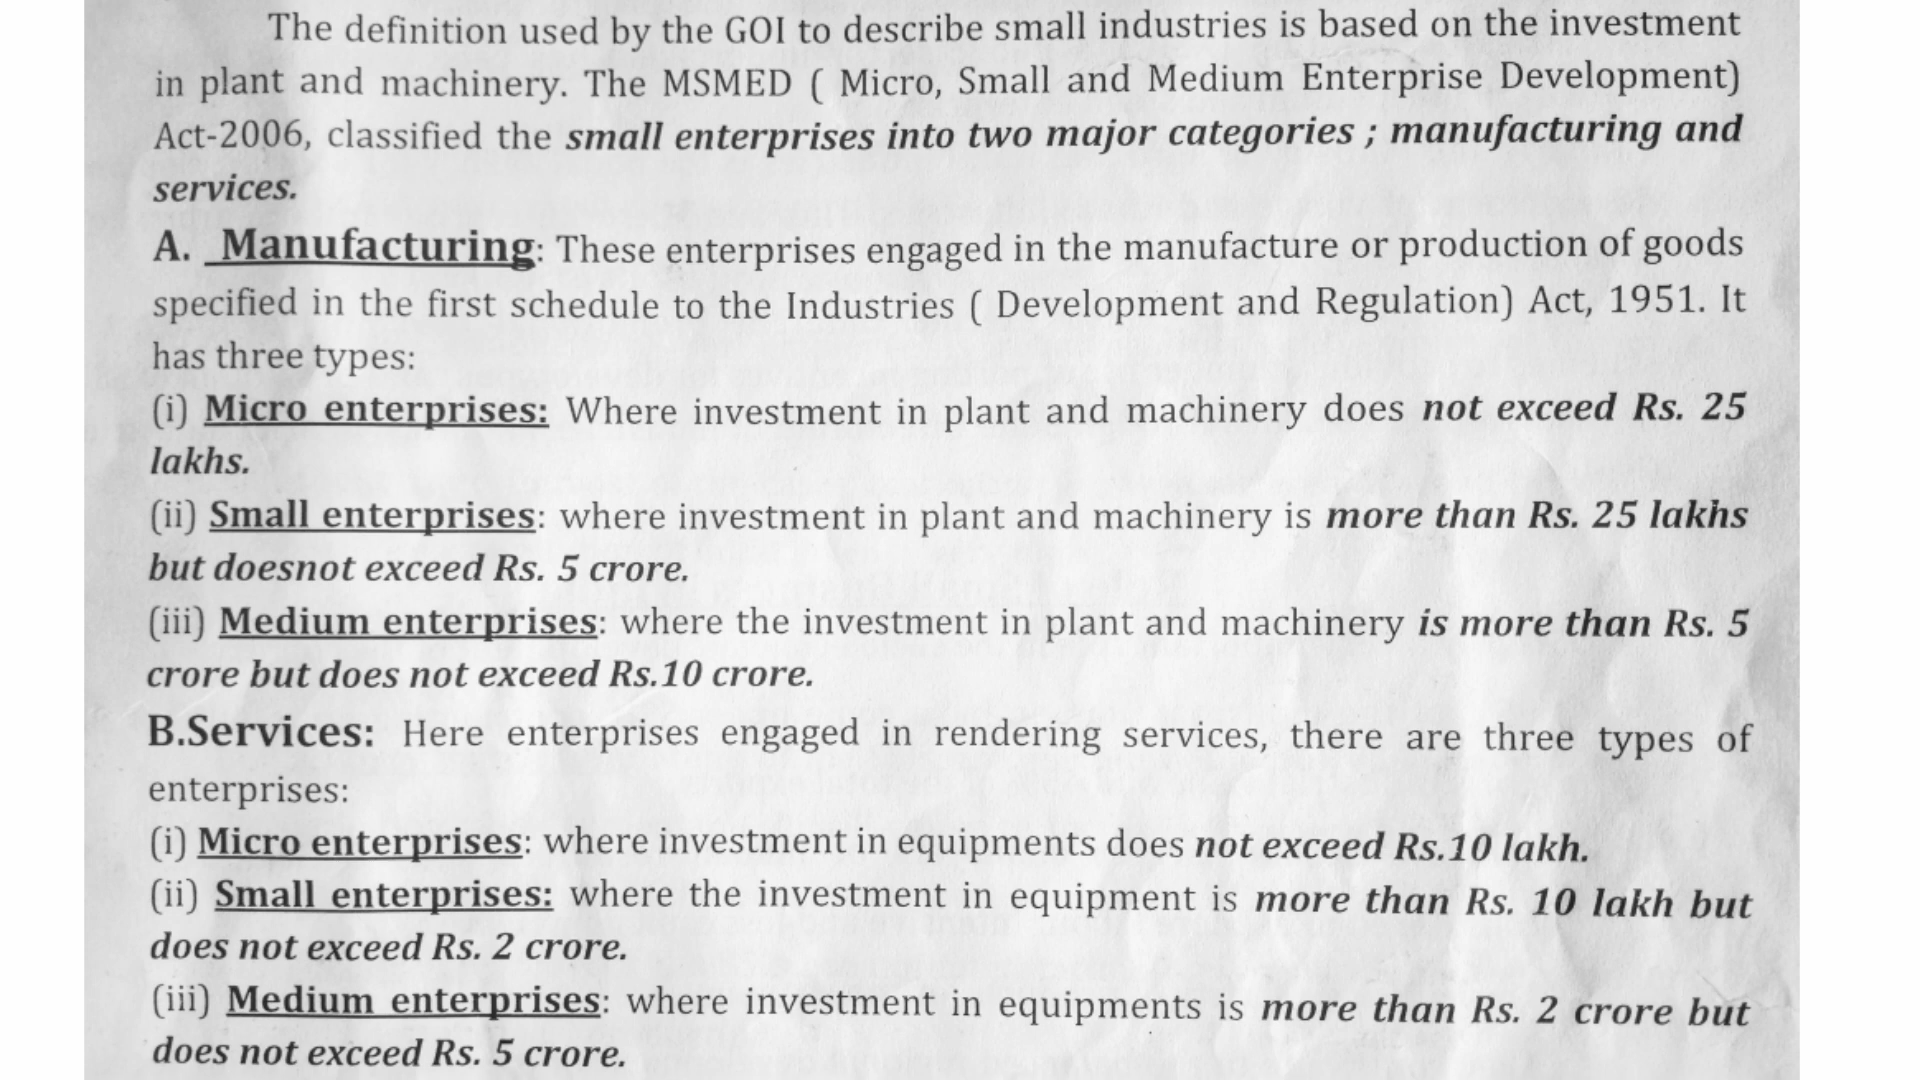 The definition used by the GOI to describe small industries is based on the investment
in plant and machinery. The MSMED ( Micro, Small and Medium Enterprise Development)
Act-2006, classified the small enterprises into two major categories ; manufacturing and
services.
A. Manufacturing: These enterprises engaged in the manufacture or production of goods
specified in the first schedule to the Industries ( Development and Regulation) Act, 1951. It
has three types:
(i) Micro enterprises: Where investment in plant and machinery does not exceed Rs. 25
lakhs.
(ii) Small enterprises: where investment in plant and machinery is more than Rs. 25 lakhs
but doesnot exceed Rs. 5 crore.
(iii) Medium enterprises: where the investment in plant and machinery is more than Rs. 5
crore but does not exceed Rs.10 crore.
B.Services: Here enterprises engaged in rendering services, there are three types of
enterprises:
(i) Micro enterprises: where investment in equipments does not exceed Rs.10 lakh.
(ii) Small enterprises: where the investment in equipment is more than Rs. 10 lakh but
does not exceed Rs. 2 crore.
(iii) Medium enterprises: where investment in equipments is more than Rs. 2 crore but
does not exceed Rs. 5 crore.